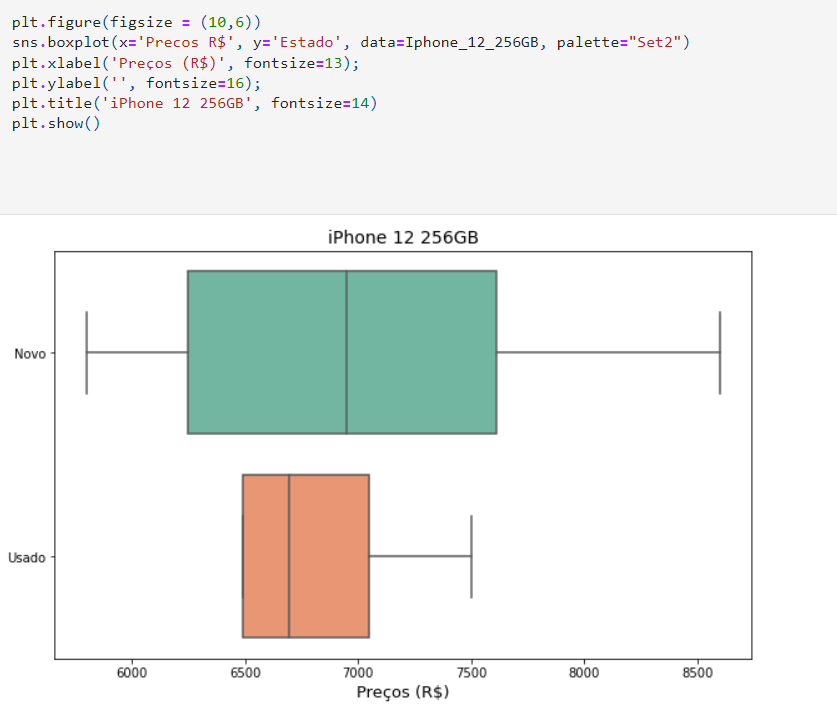 plt.figure(figsize = (10,6))
sns.boxplot(x='Precos R$', y='Estado', data=Iphone_12_256GB, palette="Set2")
plt.xlabel('Preços (R$)', fontsize=13);
plt.ylabel('', fontsize=16);
plt.title('iPhone 12 256GB', fontsize=14)
plt.show()
iPhone 12 256GB
Novo
Usado
6000 6500 7000 7500 8000 8500
Preços (R$)